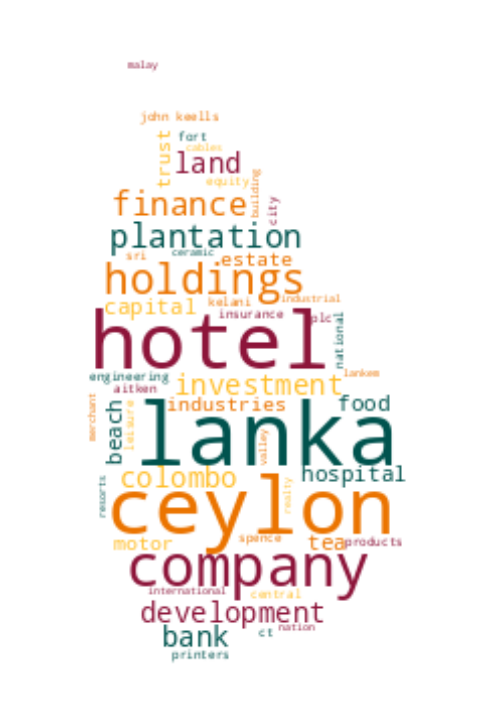 malay
john keells
trust
fort
cables
land
equity
building
finance
city
plantation
sri
ceramic
estate
holdings
capital
kelani
industrial
insurance
plc
hotel
national
engineering
investment
lankem
aitken
merchant
beach
leisure
industries
food
lanka
valley
colombo
hospital
resorts
realty
ceylon
motor
spence
tea
products
company
international
central
development
bank
ct
nation
printers